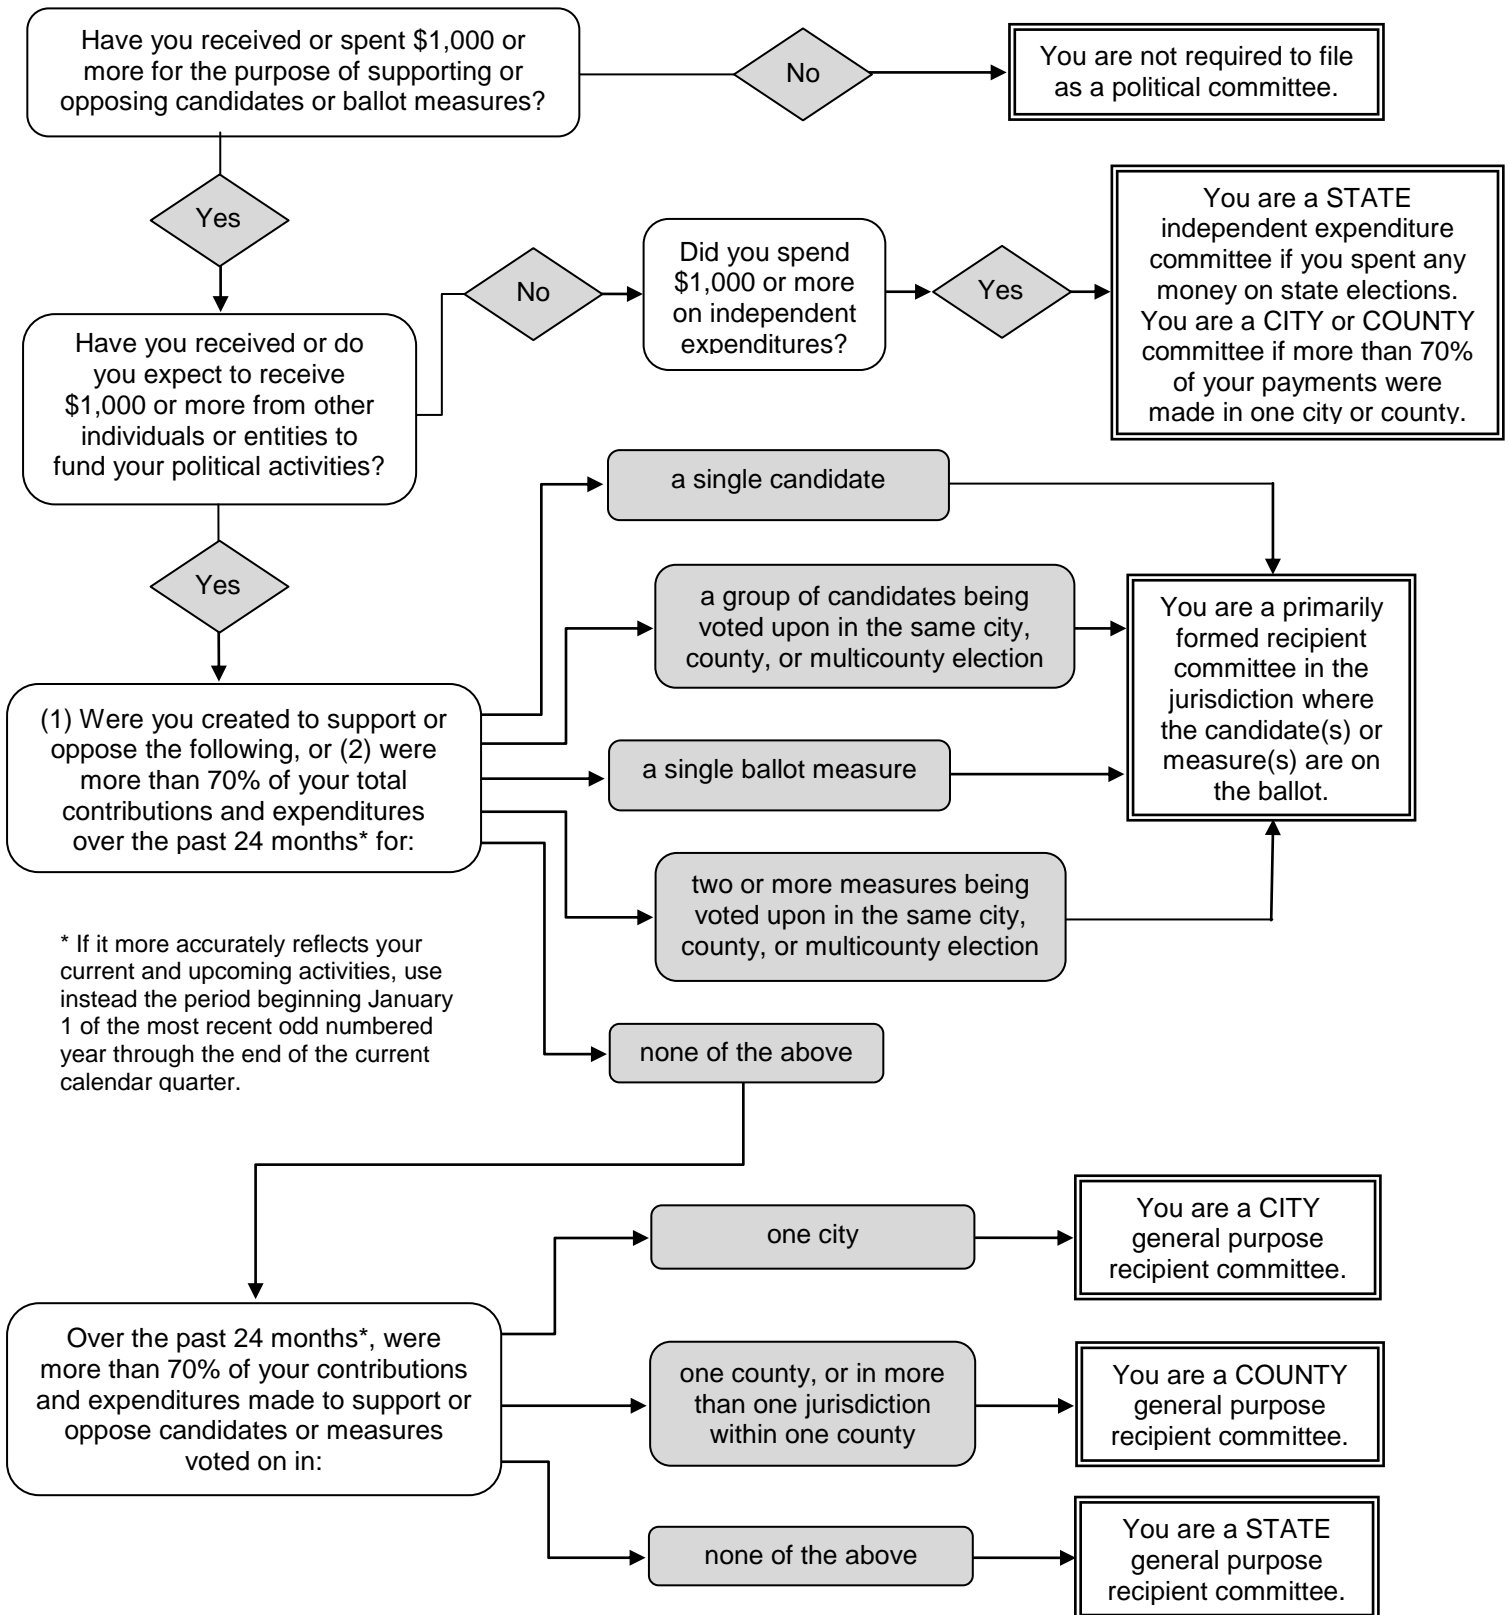 Have you received or spent $1,000 or
more for the purpose of supporting or
opposing candidates or ballot measures?
No
You are not required to file
as a political committee.
Yes
Have you received or do
you expect to receive
$1,000 or more from other
individuals or entities to
fund your political activities?
No
Did you spend
$1,000 or more
on independent
expenditures?
Yes
You are a STATE
independent expenditure
committee if you spent any
money on state elections.
You are a CITY or COUNTY
committee if more than 70%
of your payments were
made in one city or county.
Yes
(1) Were you created to support or
oppose the following, or (2) were
more than 70% of your total
contributions and expenditures
over the past 24 months* for:
a single candidate
a group of candidates being
voted upon in the same city,
county, or multicounty election
a single ballot measure
two or more measures being
voted upon in the same city,
county, or multicounty election
none of the above
You are a primarily
formed recipient
committee in the
jurisdiction where
the candidate(s) or
measure(s) are on
the ballot.
* If it more accurately reflects your
current and upcoming activities, use
instead the period beginning January
1 of the most recent odd numbered
year through the end of the current
calendar quarter.
Over the past 24 months*, were
more than 70% of your contributions
and expenditures made to support or
oppose candidates or measures
voted on in:
one city
You are a CITY
general purpose
recipient committee.
one county, or in more
than one jurisdiction
within one county
You are a COUNTY
general purpose
recipient committee.
none of the above
You are a STATE
general purpose
recipient committee.